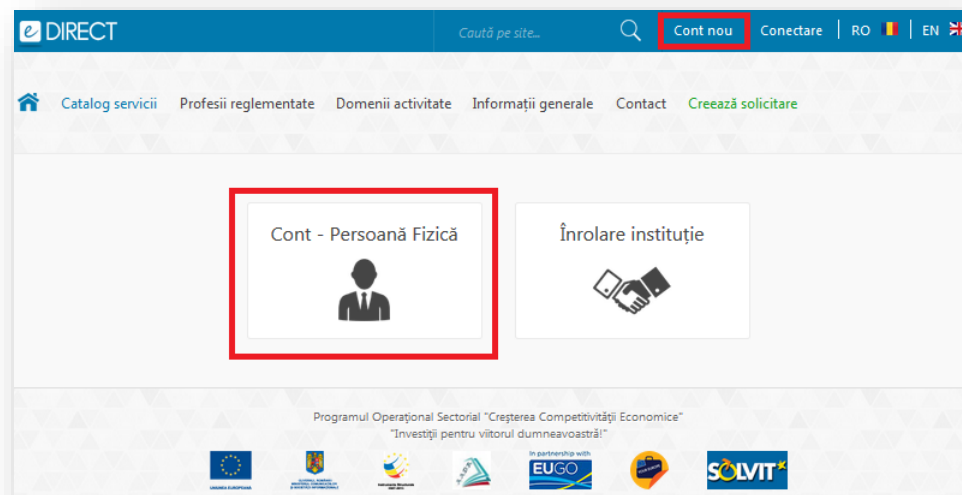 e DIRECT
Caută pe site...
Cont nou
Conectare
RO
EN
Catalog servicii
Profesii reglementate
Domenii activitate
Informații generale
Contact
Creează solicitare
Cont - Persoană Fizică
Înrolare instituție
Programul Operațional Sectorial "Creșterea Competitivității Economice"
"Investiții pentru viitorul dumneavoastră!"
UNIUNEA EUROPEANĂ
In partnership with
EUGO
SOLVIT